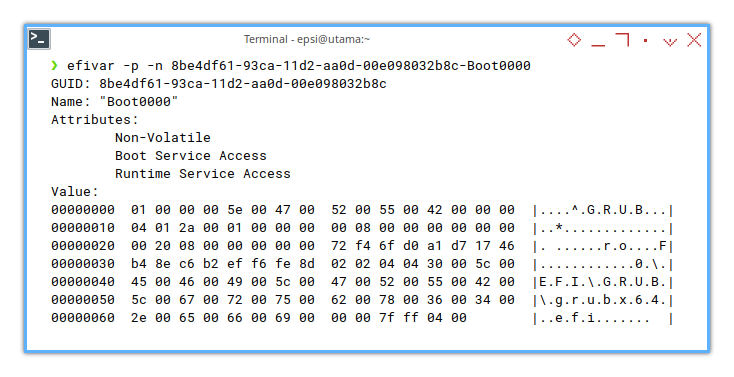 Terminal - epsi@utama:~
❯ efivar -p -n 8be4df61-93ca-11d2-aa0d-00e098032b8c-Boot0000
GUID: 8be4df61-93ca-11d2-aa0d-00e098032b8c
Name: "Boot0000"
Attributes:
        Non-Volatile
        Boot Service Access
        Runtime Service Access
Value:
00000000  01 00 00 00 5e 00 47 00  52 00 55 00 42 00 00 00  |....^.G.R.U.B...|
00000010  04 01 2a 00 01 00 00 00  00 08 00 00 00 00 00 00  |..*.............|
00000020  00 20 08 00 00 00 00 00  72 f4 6f d0 a1 d7 17 46  |. ......r.o....F|
00000030  b4 8e c6 b2 ef f6 fe 8d  02 02 04 04 30 00 5c 00  |............0.\.|
00000040  45 00 46 00 49 00 5c 00  47 00 52 00 55 00 42 00  |E.F.I.\.G.R.U.B.|
00000050  5c 00 67 00 72 00 75 00  62 00 78 00 36 00 34 00  |\.g.r.u.b.x.6.4.|
00000060  2e 00 65 00 66 00 69 00  00 00 7f ff 04 00        |..e.f.i.......  |